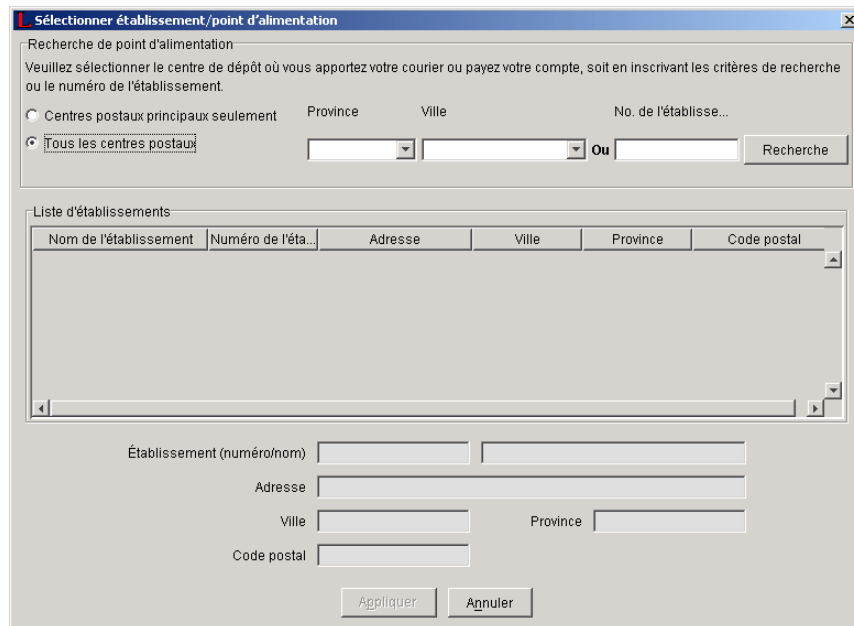 Sélectionner établissement/point d'alimentation
Recherche de point d'alimentation
Veuillez sélectionner le centre de dépôt où vous apportez votre courier ou payez votre compte, soit en inscrivant les critères de recherche
ou le numéro de l'établissement.
Centres postaux principaux seulement Province Ville No. de l'établisse...
Tous les centres postaux Ou Recherche
Liste d'établissements
Nom de l'établissement Numéro de l'éta... Adresse Ville Province Code postal
Établissement (numéro/nom)
Adresse
Ville Province
Code postal
Appliquer Annuler